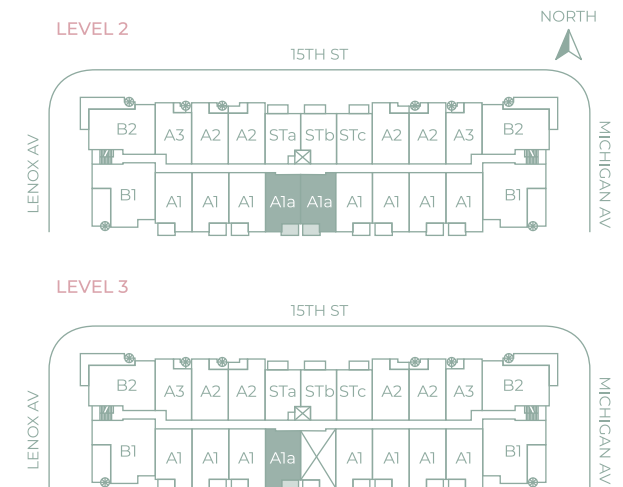 NORTH
LEVEL 2
15TH ST
LENOX AV
MICHIGAN AV
B2 A3 A2 A2 STa STb STc A2 A2 A3 B2
B1 A1 A1 A1 A1a A1a A1 A1 A1 A1 B1
LEVEL 3
15TH ST
LENOX AV
MICHIGAN AV
B2 A3 A2 A2 STa STb STc A2 A2 A3 B2
B1 A1 A1 A1 A1a A1 A1 A1 A1 B1